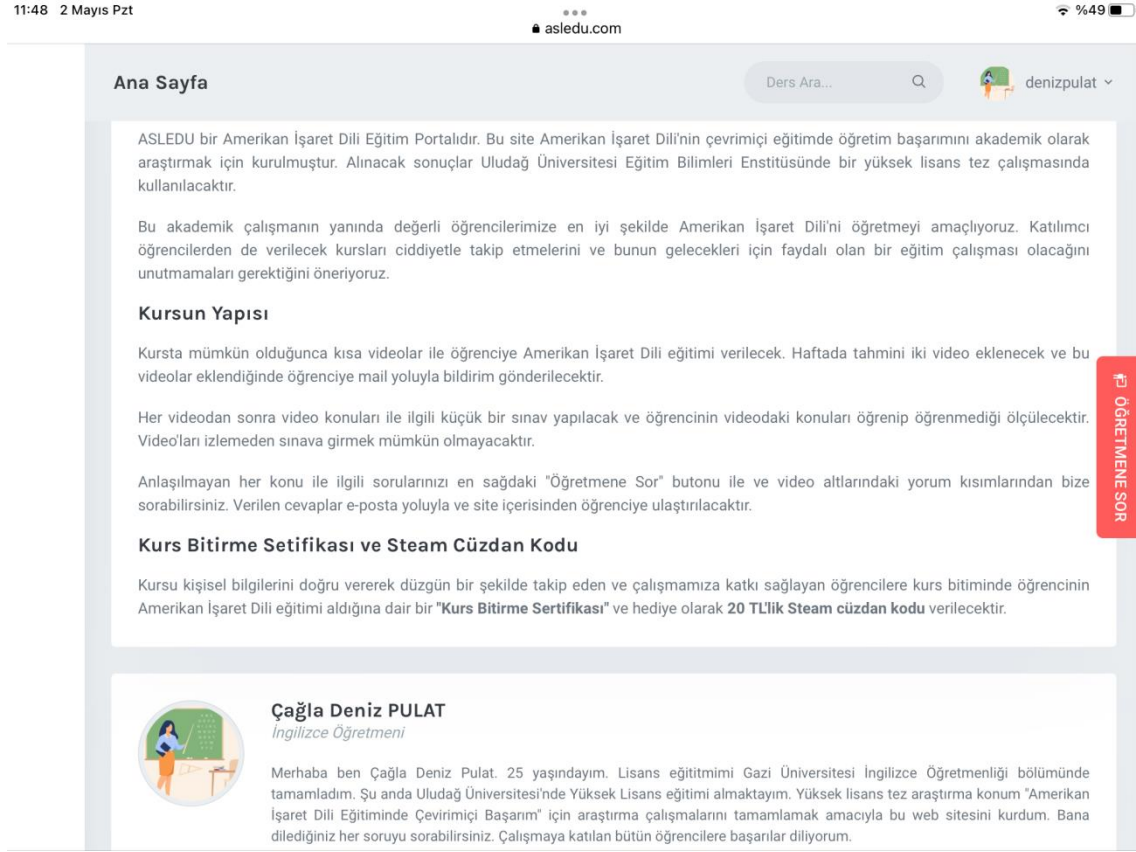 11:48 2 Mayıs Pzt
%49
asledu.com
Ana Sayfa
Ders Ara...
denizpulat
ASLEDU bir Amerikan İşaret Dili Eğitim Portalıdır. Bu site Amerikan İşaret Dili'nin çevrimiçi eğitimde öğretim başarımını akademik olarak
araştırmak için kurulmuştur. Alınacak sonuçlar Uludağ Üniversitesi Eğitim Bilimleri Enstitüsünde bir yüksek lisans tez çalışmasında
kullanılacaktır.
Bu akademik çalışmanın yanında değerli öğrencilerimize en iyi şekilde Amerikan İşaret Dili'ni öğretmeyi amaçlıyoruz. Katılımcı
öğrencilerden de verilecek kursları ciddiyetle takip etmelerini ve bunun gelecekleri için faydalı olan bir eğitim çalışması olacağını
unutmamaları gerektiğini öneriyoruz.
Kursun Yapısı
Kursta mümkün olduğunca kısa videolar ile öğrenciye Amerikan İşaret Dili eğitimi verilecek. Haftada tahmini iki video eklenecek ve bu
videolar eklendiğinde öğrenciye mail yoluyla bildirim gönderilecektir.
Her videodan sonra video konuları ile ilgili küçük bir sınav yapılacak ve öğrencinin videodaki konuları öğrenip öğrenmediği ölçülecektir.
Video'ları izlemeden sınava girmek mümkün olmayacaktır.
Anlaşılmayan her konu ile ilgili sorularınızı en sağdaki "Öğretmene Sor" butonu ile ve video altlarındaki yorum kısımlarından bize
sorabilirsiniz. Verilen cevaplar e-posta yoluyla ve site içerisinden öğrenciye ulaştırılacaktır.
ÖĞRETMENE SOR
Kurs Bitirme Setifikası ve Steam Cüzdan Kodu
Kursu kişisel bilgilerini doğru vererek düzgün bir şekilde takip eden ve çalışmamıza katkı sağlayan öğrencilere kurs bitiminde öğrencinin
Amerikan İşaret Dili eğitimi aldığına dair bir "Kurs Bitirme Sertifikası" ve hediye olarak 20 TL'lik Steam cüzdan kodu verilecektir.
Çağla Deniz PULAT
İngilizce Öğretmeni
Merhaba ben Çağla Deniz Pulat. 25 yaşındayım. Lisans eğititmimi Gazi Üniversitesi İngilizce Öğretmenliği bölümünde
tamamladım. Şu anda Uludağ Üniversitesi'nde Yüksek Lisans eğitimi almaktayım. Yüksek lisans tez araştırma konum "Amerikan
İşaret Dili Eğitiminde Çevirimiçi Başarım" için araştırma çalışmalarını tamamlamak amacıyla bu web sitesini kurdum. Bana
dilediğiniz her soruyu sorabilirsiniz. Çalışmaya katılan bütün öğrencilere başarılar diliyorum.